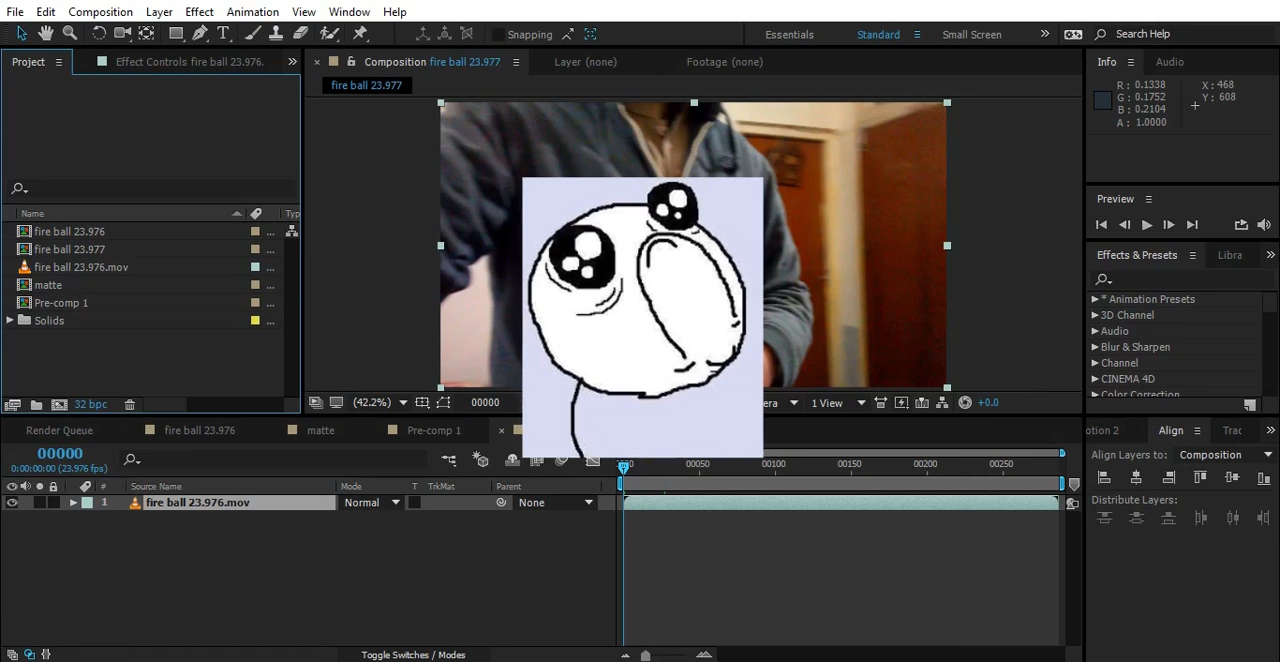 File Edit Composition Layer Effect Animation View Window Help
T Snapping Essentials Standard Small Screen Search Help
Project Effect Controls fire ball 23.976. Composition fire ball 23.977 Layer (none) Footage (none) Info Audio
fire ball 23.977
R: 0.1338 X: 468
G: 0.1752 Y: 608
B: 0.2104
A: 1.0000
Preview
Name Typ
fire ball 23.976
fire ball 23.977
fire ball 23.976.mov
matte
Pre-comp 1
Solids
Effects & Presets Libra
* Animation Presets
3D Channel
Audio
Blur & Sharpen
Channel
CINEMA 4D
Color Correction
32 bpc (42.2%) 00000 era 1 View +0.0
Render Queue fire ball 23.976 matte Pre-comp 1 otion 2 Align Trac
00000
0:00:00:00 (23.976 fps)
00050 00100 00150 00200 00250
Align Layers to: Composition
# Source Name Mode T TrkMat Parent
1 fire ball 23.976.mov Normal None
Distribute Layers:
Toggle Switches / Modes